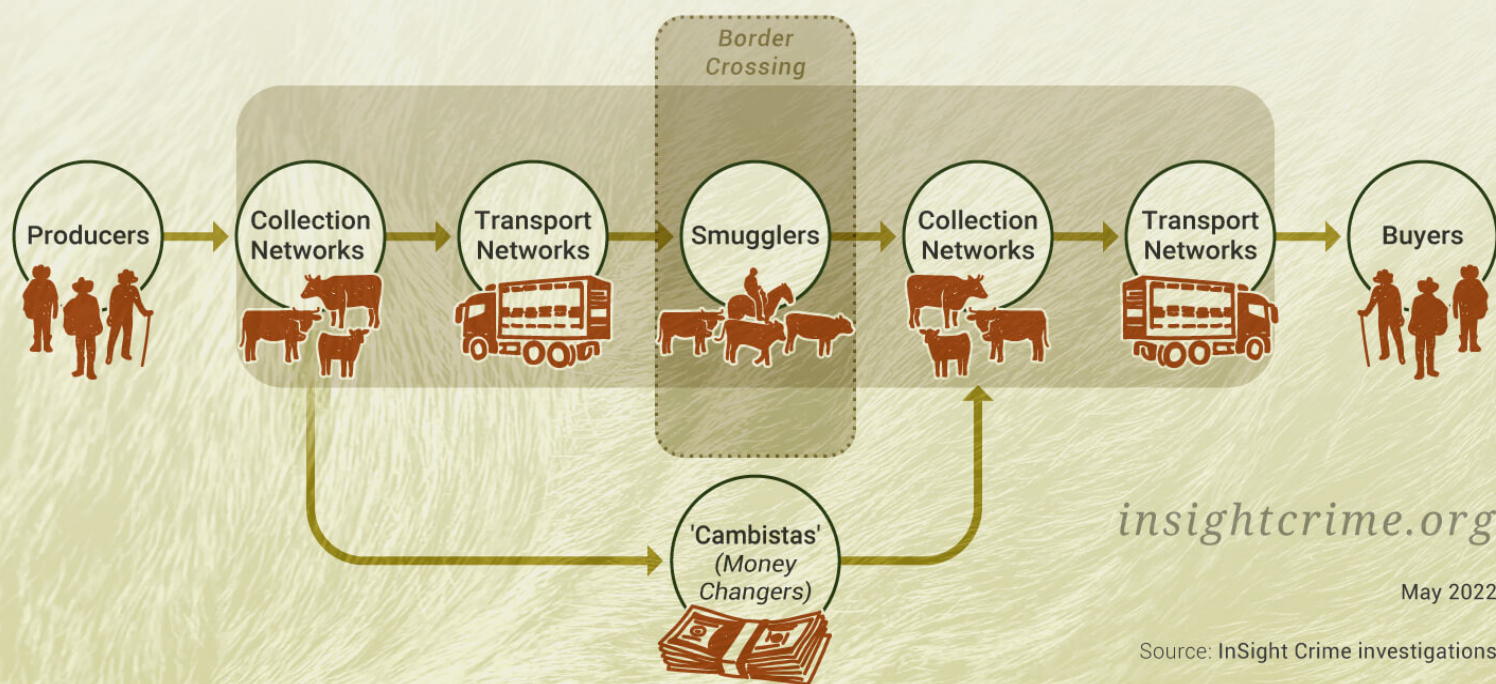 Border
Crossing
Producers
Collection
Networks
Transport
Networks
Smugglers
Collection
Networks
Transport
Networks
Buyers
'Cambistas'
(Money
Changers)
insightcrime.org
May 2022
Source: InSight Crime investigations